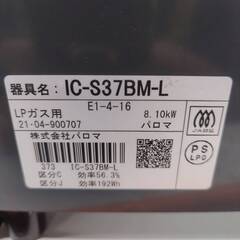 器具名: IC-S37BM-L
E1-4-16
LPガス用 8.10kW
21·04-900707 パロマ
株式会社パロマ
373 IC-S37BM-L
区分C 効率56.3%
区分J 効率192Wh
PS
LPG